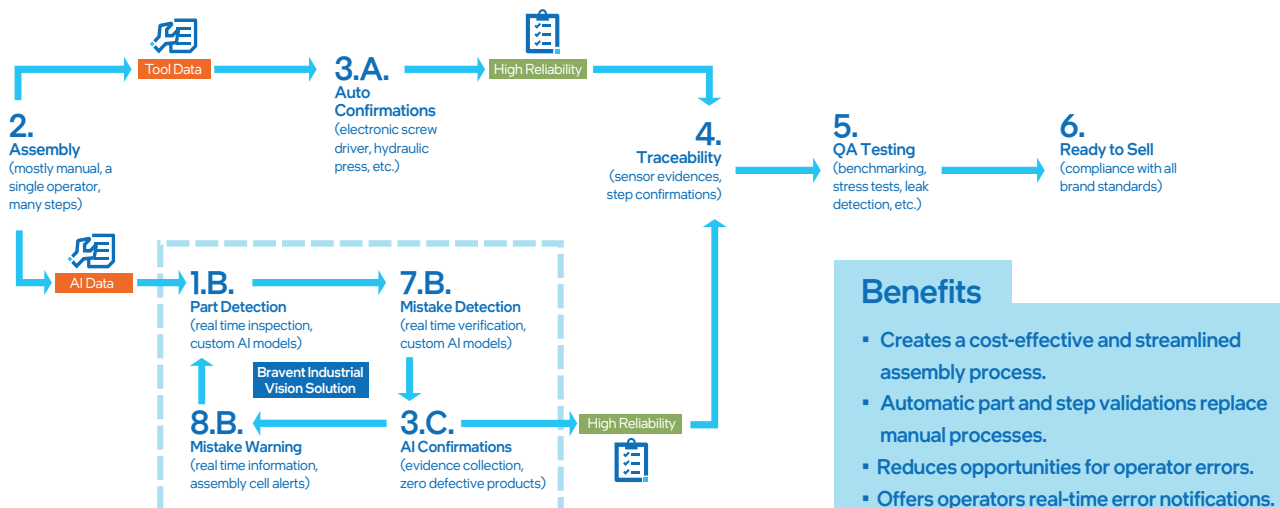 Tool Data
High Reliability
2.
Assembly
(mostly manual, a
single operator,
many steps)
3.A.
Auto
Confirmations
(electronic screw
driver, hydraulic
press, etc.)
4.
Traceability
(sensor evidences,
step confirmations)
5.
QA Testing
(benchmarking,
stress tests, leak
detection, etc.)
6.
Ready to Sell
(compliance with all
brand standards)
AI Data
1.B.
Part Detection
(real time inspection,
custom AI models)
7.B.
Mistake Detection
(real time verification,
custom AI models)
Bravent Industrial
Vision Solution
8.B.
Mistake Warning
(real time information,
assembly cell alerts)
3.C.
AI Confirmations
(evidence collection,
zero defective products)
High Reliability
Benefits
▪ Creates a cost-effective and streamlined
assembly process.
▪ Automatic part and step validations replace
manual processes.
▪ Reduces opportunities for operator errors.
▪ Offers operators real-time error notifications.